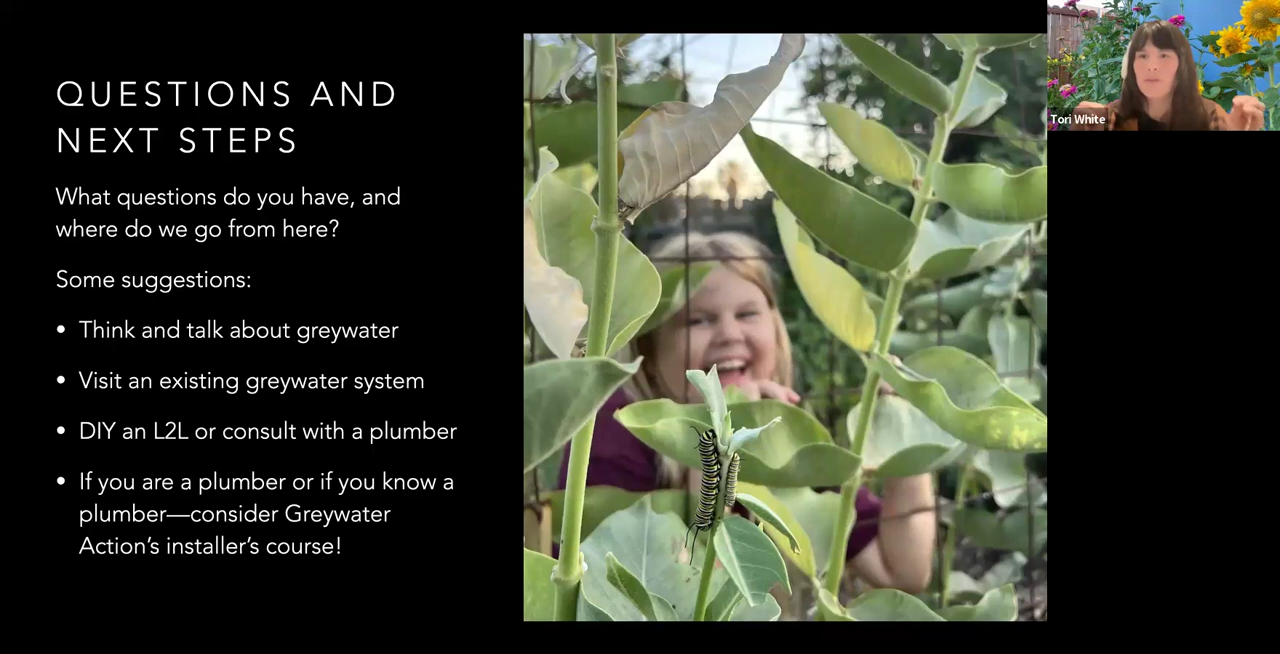 QUESTIONS AND
NEXT STEPS
What questions do you have, and
where do we go from here?
Some suggestions:
• Think and talk about greywater
• Visit an existing greywater system
• DIY an L2L or consult with a plumber
• If you are a plumber or if you know a
plumber—consider Greywater
Action's installer's course!
Tori White